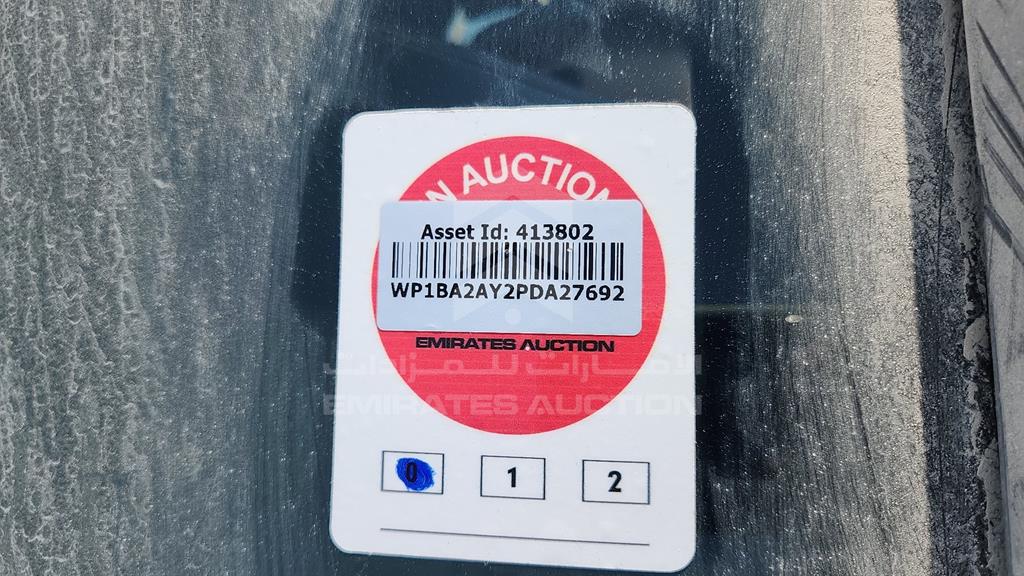 N AUCTION
Asset Id: 413802
WP1BA2AY2PDA27692
EMIRATES AUCTION
الإمارات للمزادات
EMIRATES AUCTION
0 1 2